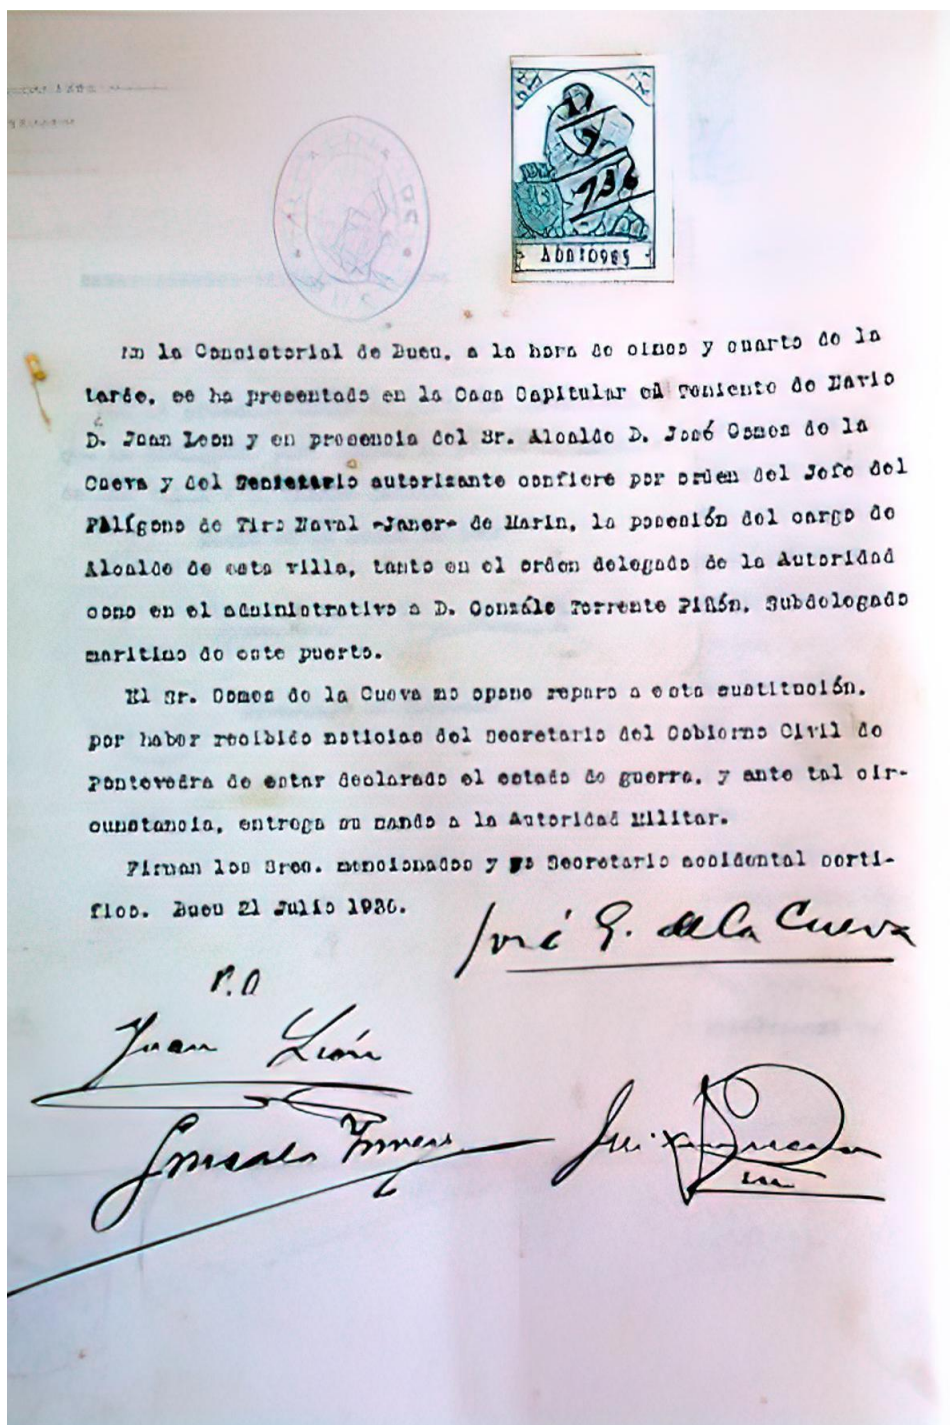 736
A0010985
En la Consistorial de Bueu, a la hora de cinco y cuarto de la
tarde, se ha presentado en la Casa Capitular el Teniente de Navio
D. Juan Leon y en presencia del Sr. Alcalde D. José Gomez de la
Cueva y del Secretario autorizante confiere por orden del Jefe del
Pàlígono de Tiro Naval "Janer" de Marin, la posesión del cargo de
Alcalde de esta villa, tanto en el orden delegado de la Autoridad
como en el administrativo a D. Gonzálo Torrente Piñón, Subdelegado
maritimo de este puerto.
El Sr. Gomez de la Cueva no opone reparo a esta sustitución,
por haber recibido noticias del Secretario del Gobierno Civil de
Pontevedra de estar declarado el estado de guerra, y ante tal cir-
cunstancia, entrega su mando a la Autoridad Militar.
Firman los Sres. mencionados y yo Secretario accidental certi-
fico. Bueu 21 Julio 1936.
José G. de la Cueva
P.O
Juan León
Gonzalo Torrente